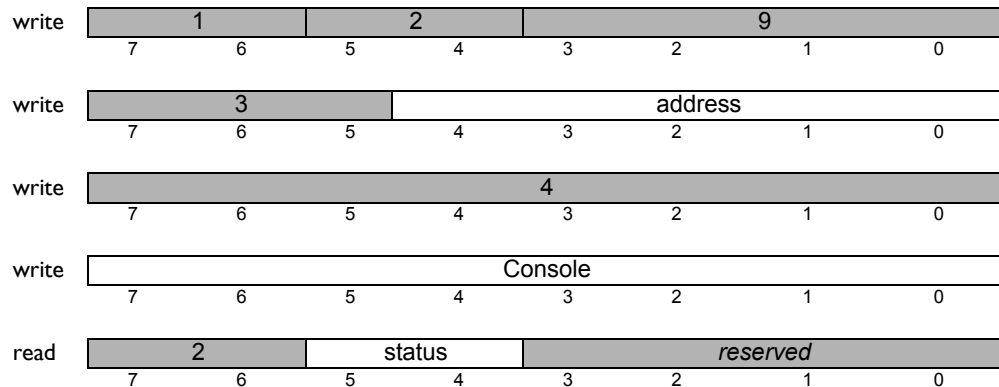 write 1 2 9
7 6 5 4 3 2 1 0
write 3 address
7 6 5 4 3 2 1 0
write 4
7 6 5 4 3 2 1 0
write Console
7 6 5 4 3 2 1 0
read 2 status reserved
7 6 5 4 3 2 1 0